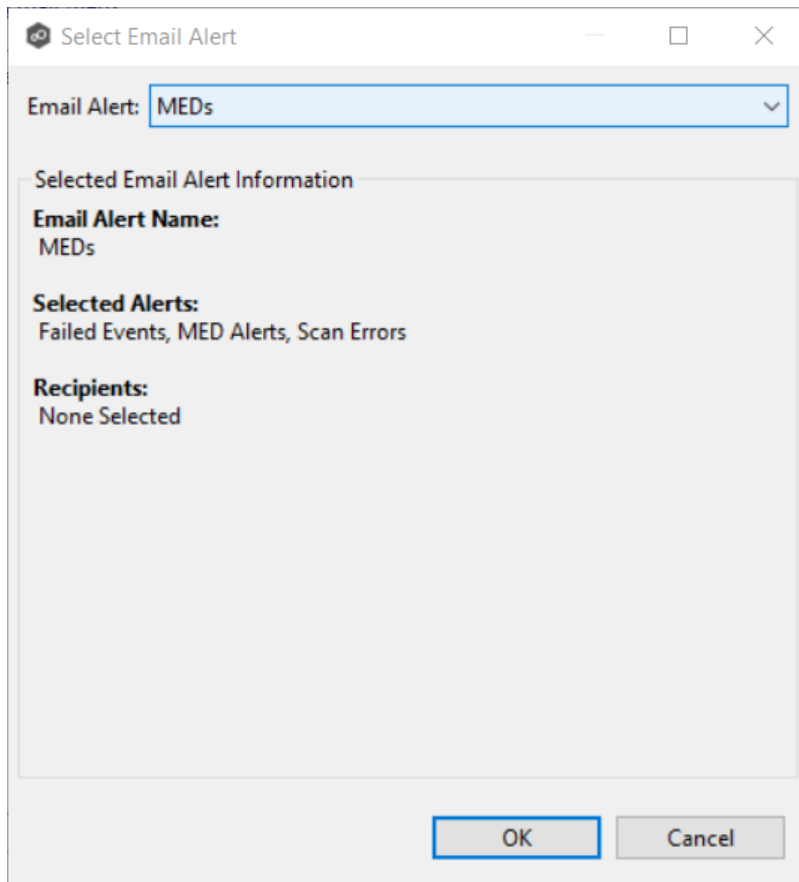 Select Email Alert
Email Alert: MEDs
Selected Email Alert Information
Email Alert Name:
MEDs
Selected Alerts:
Failed Events, MED Alerts, Scan Errors
Recipients:
None Selected
OK Cancel